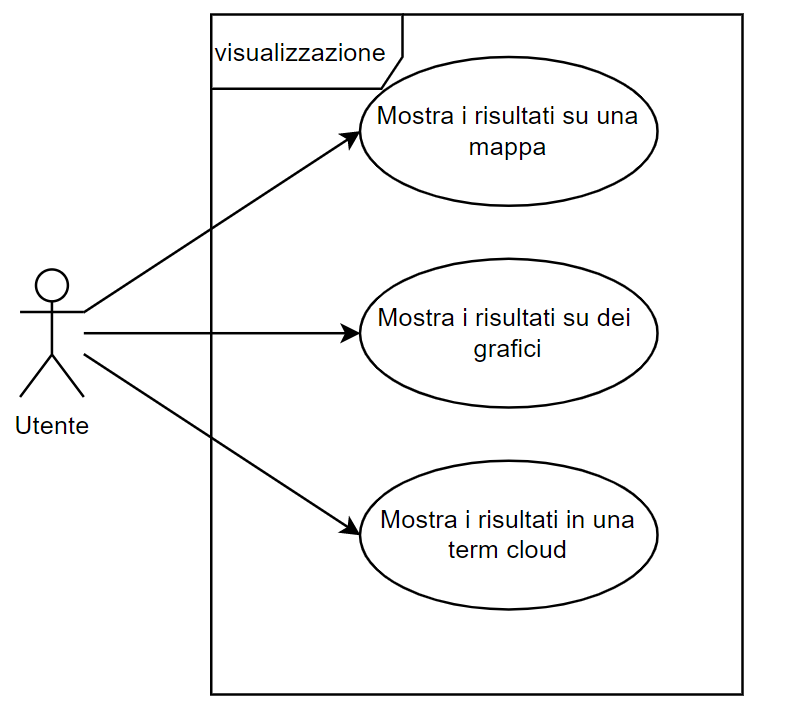 visualizzazione
Mostra i risultati su una
mappa
Mostra i risultati su dei
grafici
Utente
Mostra i risultati in una
term cloud